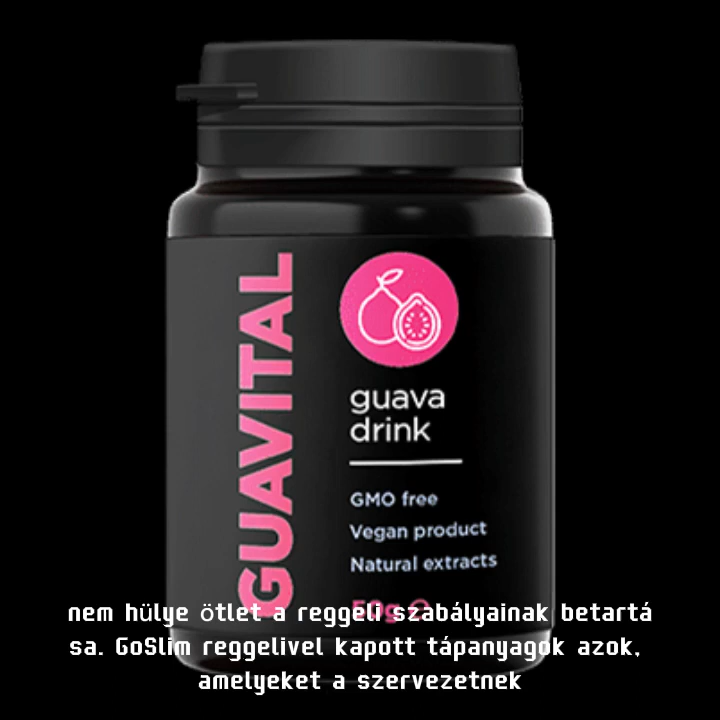 GUAVITAL
guava
drink
GMO free
Vegan product
Natural extracts
50g
nem hülye ötlet a reggeli szabályainak betartá
sa. GoSlim reggelivel kapott tápanyagok azok,
amelyeket a szervezetnek